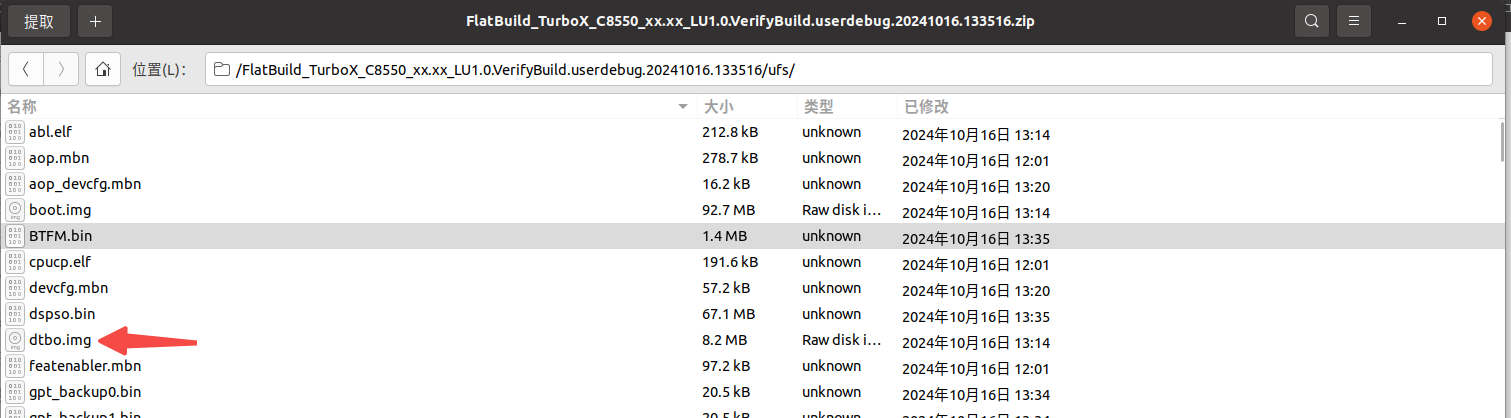 提取 + FlatBuild_TurboX_C8550_xx.xx_LU1.0.VerifyBuild.userdebug.20241016.133516.zip
位置(L)： /FlatBuild_TurboX_C8550_xx.xx_LU1.0.VerifyBuild.userdebug.20241016.133516/ufs/
名称 大小 类型 已修改
abl.elf 212.8 kB unknown 2024年10月16日 13:14
aop.mbn 278.7 kB unknown 2024年10月16日 12:01
aop_devcfg.mbn 16.2 kB unknown 2024年10月16日 13:20
boot.img 92.7 MB Raw disk i… 2024年10月16日 13:14
BTFM.bin 1.4 MB unknown 2024年10月16日 13:35
cpucp.elf 191.6 kB unknown 2024年10月16日 12:01
devcfg.mbn 57.2 kB unknown 2024年10月16日 13:20
dspso.bin 67.1 MB unknown 2024年10月16日 13:35
dtbo.img 8.2 MB Raw disk i… 2024年10月16日 13:14
featenabler.mbn 97.2 kB unknown 2024年10月16日 12:01
gpt_backup0.bin 20.5 kB unknown 2024年10月16日 13:34
gpt_backup1.bin 20.5 kB unknown